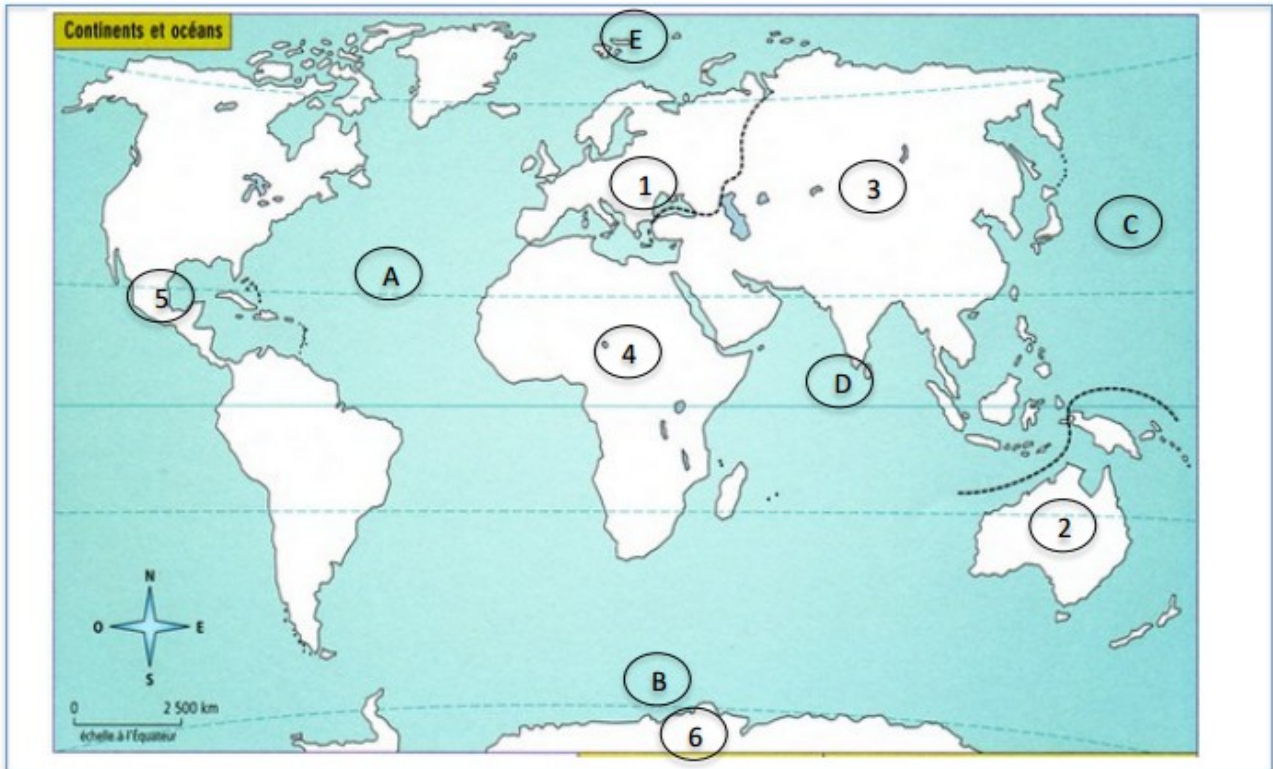 Continents et océans
E
1
3
C
A
5
4
D
2
N
O E
S
B
0 2 500 km
6
échelle à l'Équateur